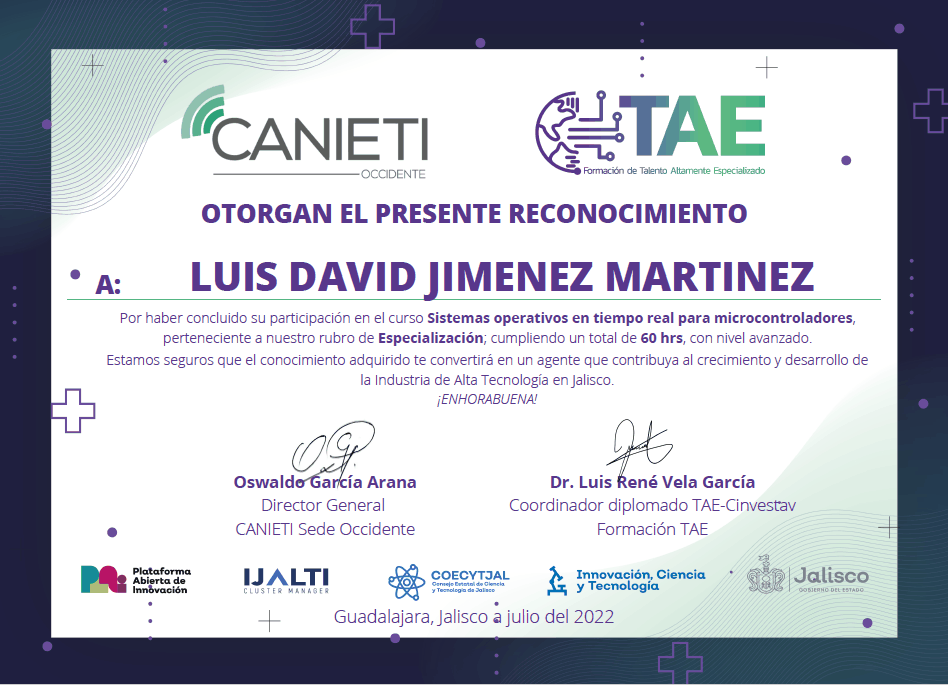 CANIETI
OCCIDENTE
TAE
Formación de Talento Altamente Especializado
OTORGAN EL PRESENTE RECONOCIMIENTO
A: LUIS DAVID JIMENEZ MARTINEZ
Por haber concluido su participación en el curso Sistemas operativos en tiempo real para microcontroladores,
perteneciente a nuestro rubro de Especialización; cumpliendo un total de 60 hrs, con nivel avanzado.
Estamos seguros que el conocimiento adquirido te convertirá en un agente que contribuya al crecimiento y desarrollo de
la Industria de Alta Tecnología en Jalisco.
¡ENHORABUENA!
Oswaldo García Arana
Director General
CANIETI Sede Occidente
Dr. Luis René Vela García
Coordinador diplomado TAE-Cinvestav
Formación TAE
Plataforma
Abierta de
Innovación
IJALTI
CLUSTER MANAGER
COECYTJAL
Consejo Estatal de Ciencia
y Tecnología de Jalisco
Innovación, Ciencia
y Tecnología
Jalisco
GOBIERNO DEL ESTADO
Guadalajara, Jalisco a julio del 2022